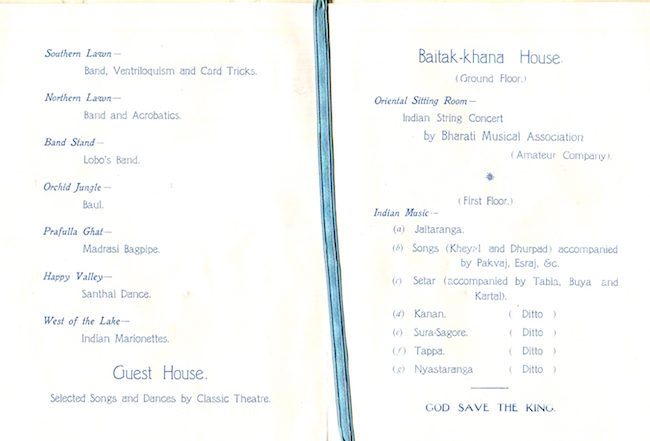 Southern Lawn—
Band, Ventriloquism and Card Tricks.
Northern Lawn—
Band and Acrobatics.
Band Stand—
Lobo's Band.
Orchid Jungle—
Baul.
Prafulla Ghat—
Madrasi Bagpipe.
Happy Valley—
Santhal Dance.
West of the Lake—
Indian Marionettes.
Guest House.
Selected Songs and Dances by Classic Theatre.
Baitak-khana House.
(Ground Floor.)
Oriental Sitting Room—
Indian String Concert
by Bharati Musical Association
(Amateur Company).
(First Floor.)
Indian Music—
(a) Jaltaranga.
(b) Songs (Kheyal and Dhurpad) accompanied
by Pakvaj, Esraj, &c.
(c) Setar (accompanied by Tabla, Buya and
Kartal).
(d) Kanan. ( Ditto )
(e) Sura-Sagore. ( Ditto )
(f) Tappa. ( Ditto )
(g) Nyastaranga ( Ditto )
GOD SAVE THE KING.